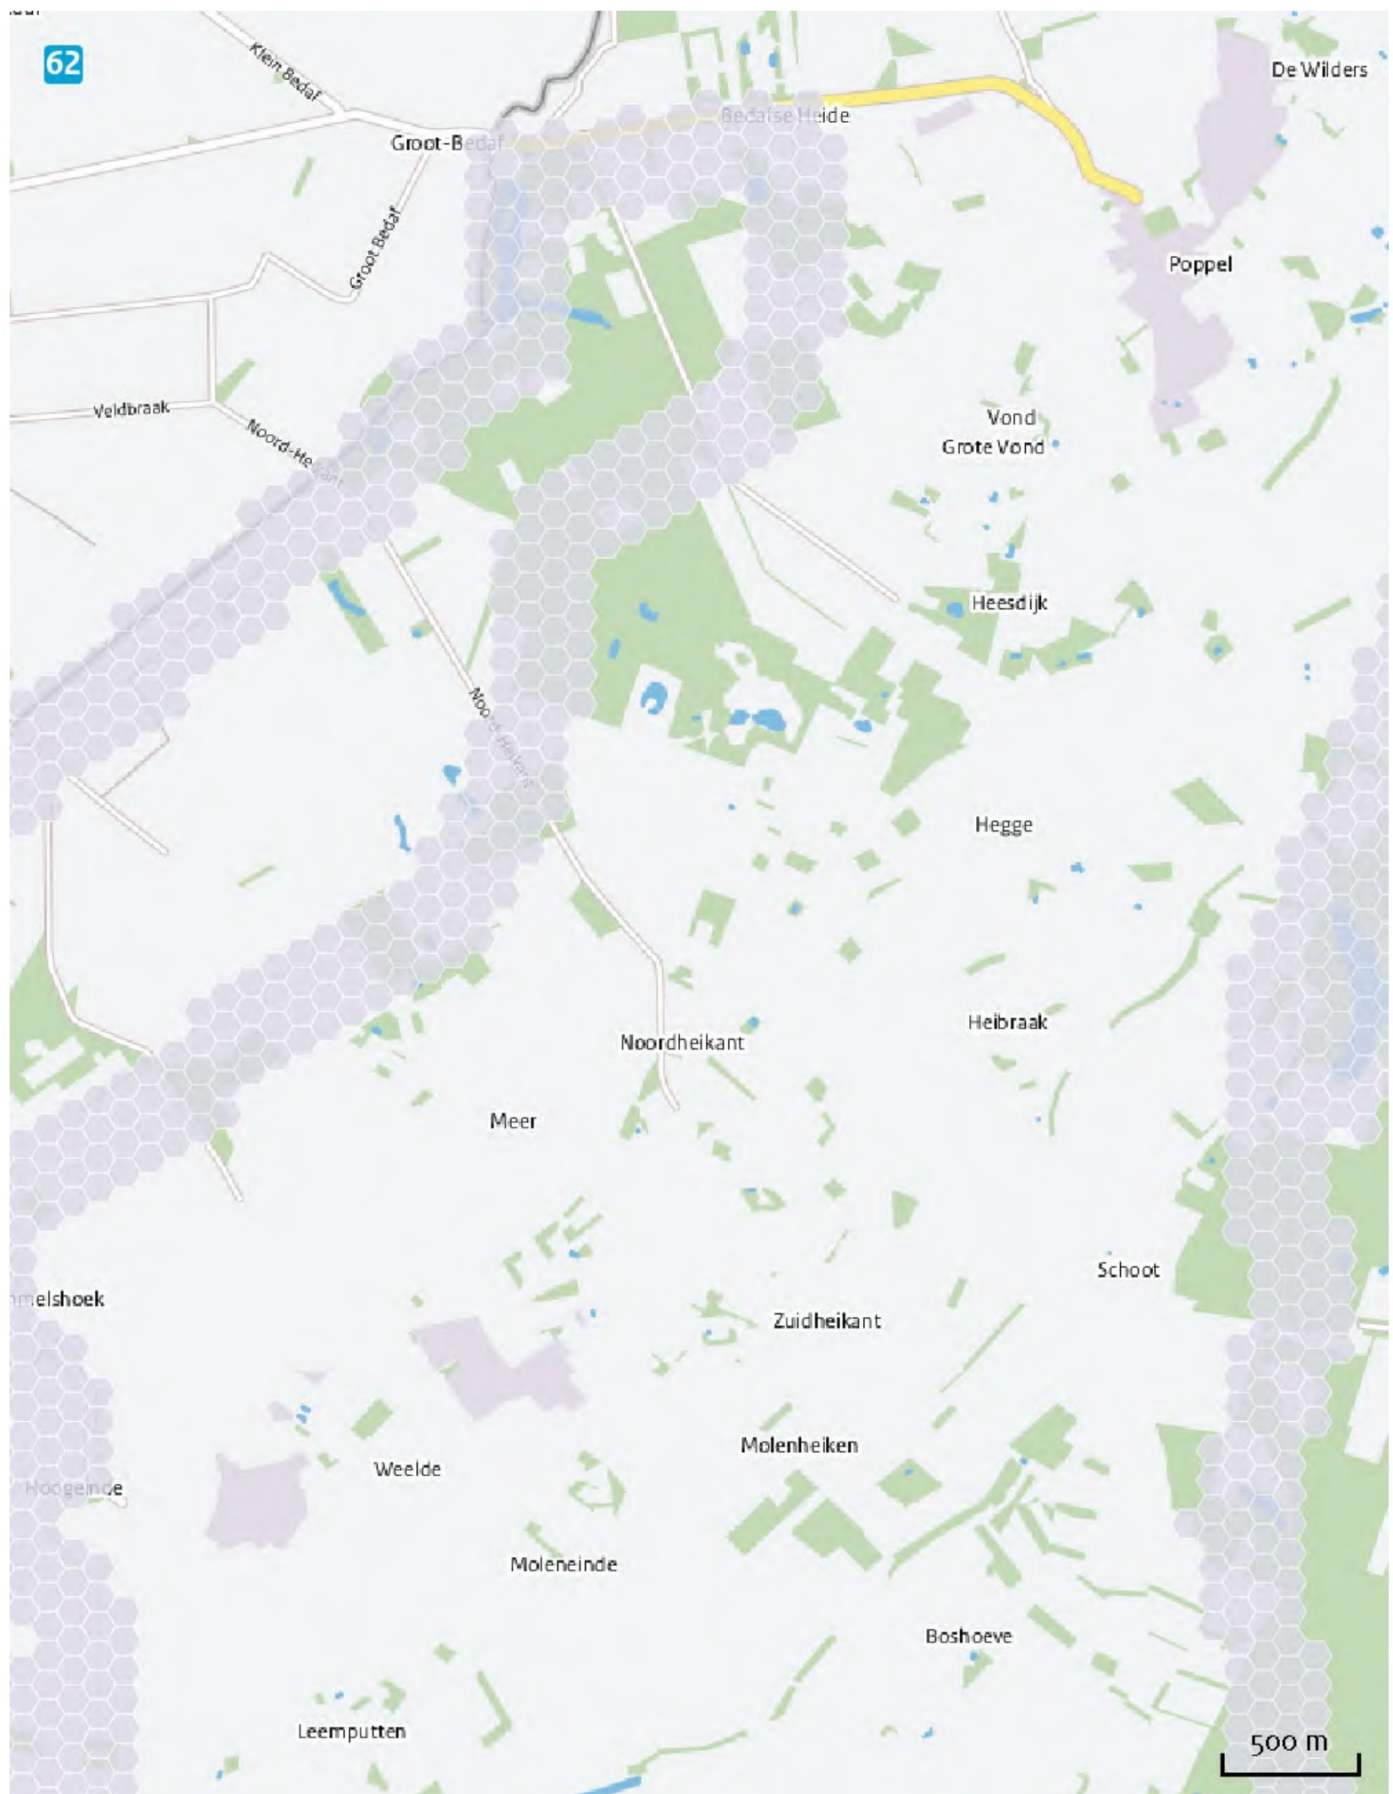 62
Klein Bedaf
De Wilders
Bedafse Heide
Groot-Bedaf
Groot Bedaf
Poppel
Veldbraak
Vond
Noord-Heikant
Grote Vond
Heesdijk
Noord-Heikant
Hegge
Heibraak
Noordheikant
Meer
Schoot
melshoek
Zuidheikant
Molenheiken
Weelde
Hoogeinde
Moleneinde
Boshoeve
Leemputten
500 m